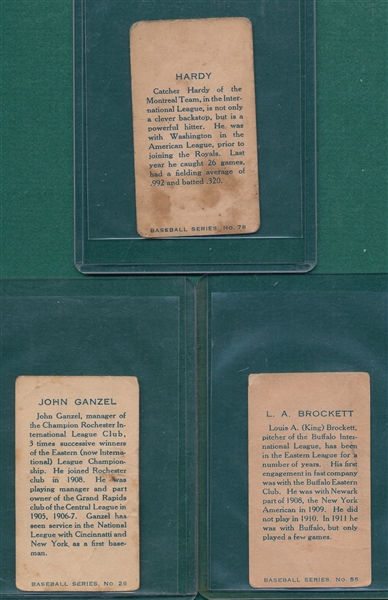 HARDY
Catcher Hardy of the
Montreal Team, in the Inter-
national League, is not only
a clever backstop, but is a
powerful hitter. He was
with Washington in the
American League, prior to
joining the Royals. Last
year he caught 26 games,
had a fielding average of
.992 and batted .320.
BASEBALL SERIES, No. 78
JOHN GANZEL
John Ganzel, manager of
the Champion Rochester In-
ternational League Club,
3 times successive winners
of the Eastern (now Interna-
tional) League Champion-
ship. He joined Rochester
club in 1908. He was
playing manager and part
owner of the Grand Rapids
club of the Central League in
1905, 1906-7. Ganzel has
seen service in the National
League with Cincinnatti and
New York, as a first base-
man.
BASEBALL SERIES, No. 26
L. A. BROCKETT
Louie A. (King) Brockett,
pitcher of the Buffalo Inter-
national League, has been
in the Eastern League for
a number of years. His first
engagement in fast company
was with the Buffalo Eastern
Club. He was with Newark
part of 1908, the New York
American in 1909. He did
not play in 1910. In 1911 he
was with Buffalo, but only
played a few games.
BASEBALL SERIES, No. 85